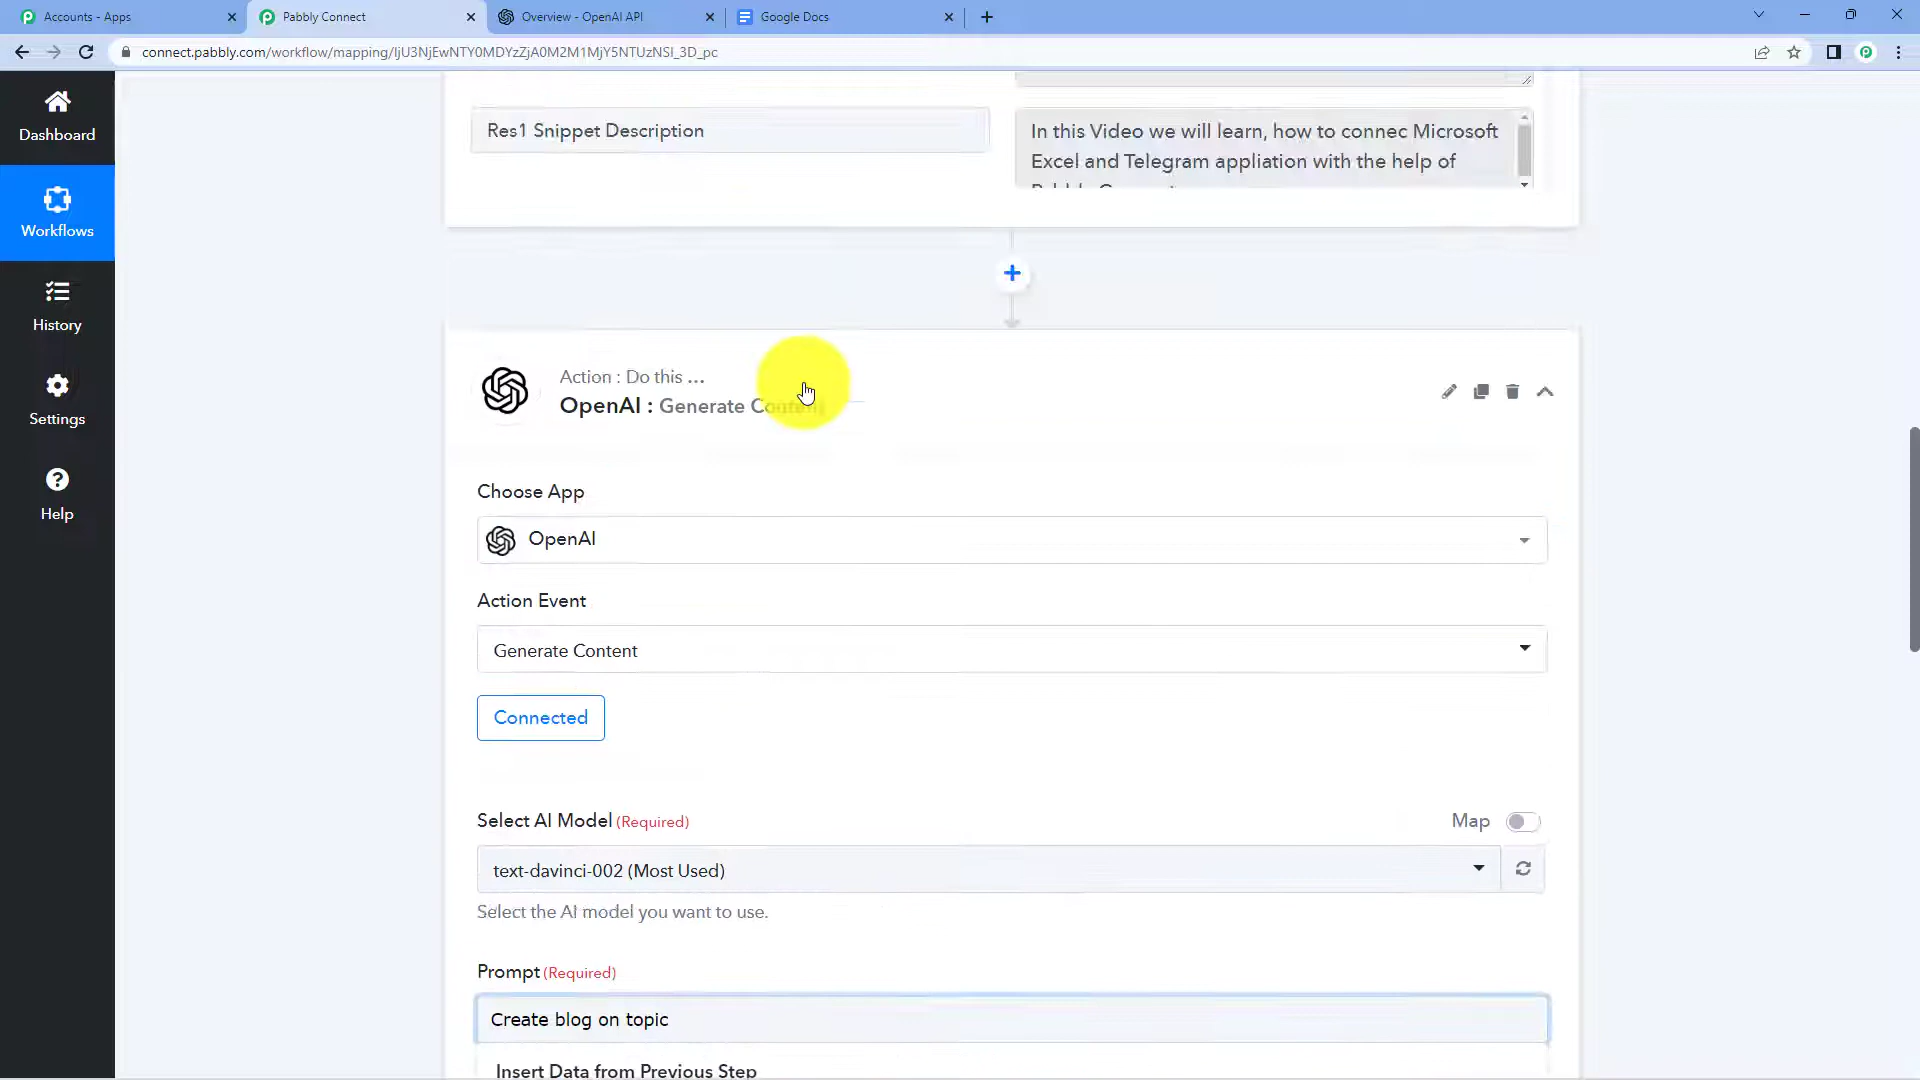 Accounts - Apps
Pabbly Connect
Overview - OpenAI API
Google Docs
connect.pabbly.com/workflow/mapping/IjU3NjEwNTY0MDYzZjA0M2M1MjY5NTUzNSI_3D_pc
Dashboard
Workflows
History
Settings
Help
Res1 Snippet Description
In this Video we will learn, how to connec Microsoft
Excel and Telegram appliation with the help of
Action : Do this ...
OpenAI : Generate Content
Choose App
OpenAI
Action Event
Generate Content
Connected
Select AI Model (Required)
Map
text-davinci-002 (Most Used)
Select the AI model you want to use.
Prompt (Required)
Create blog on topic
Insert Data from Previous Step